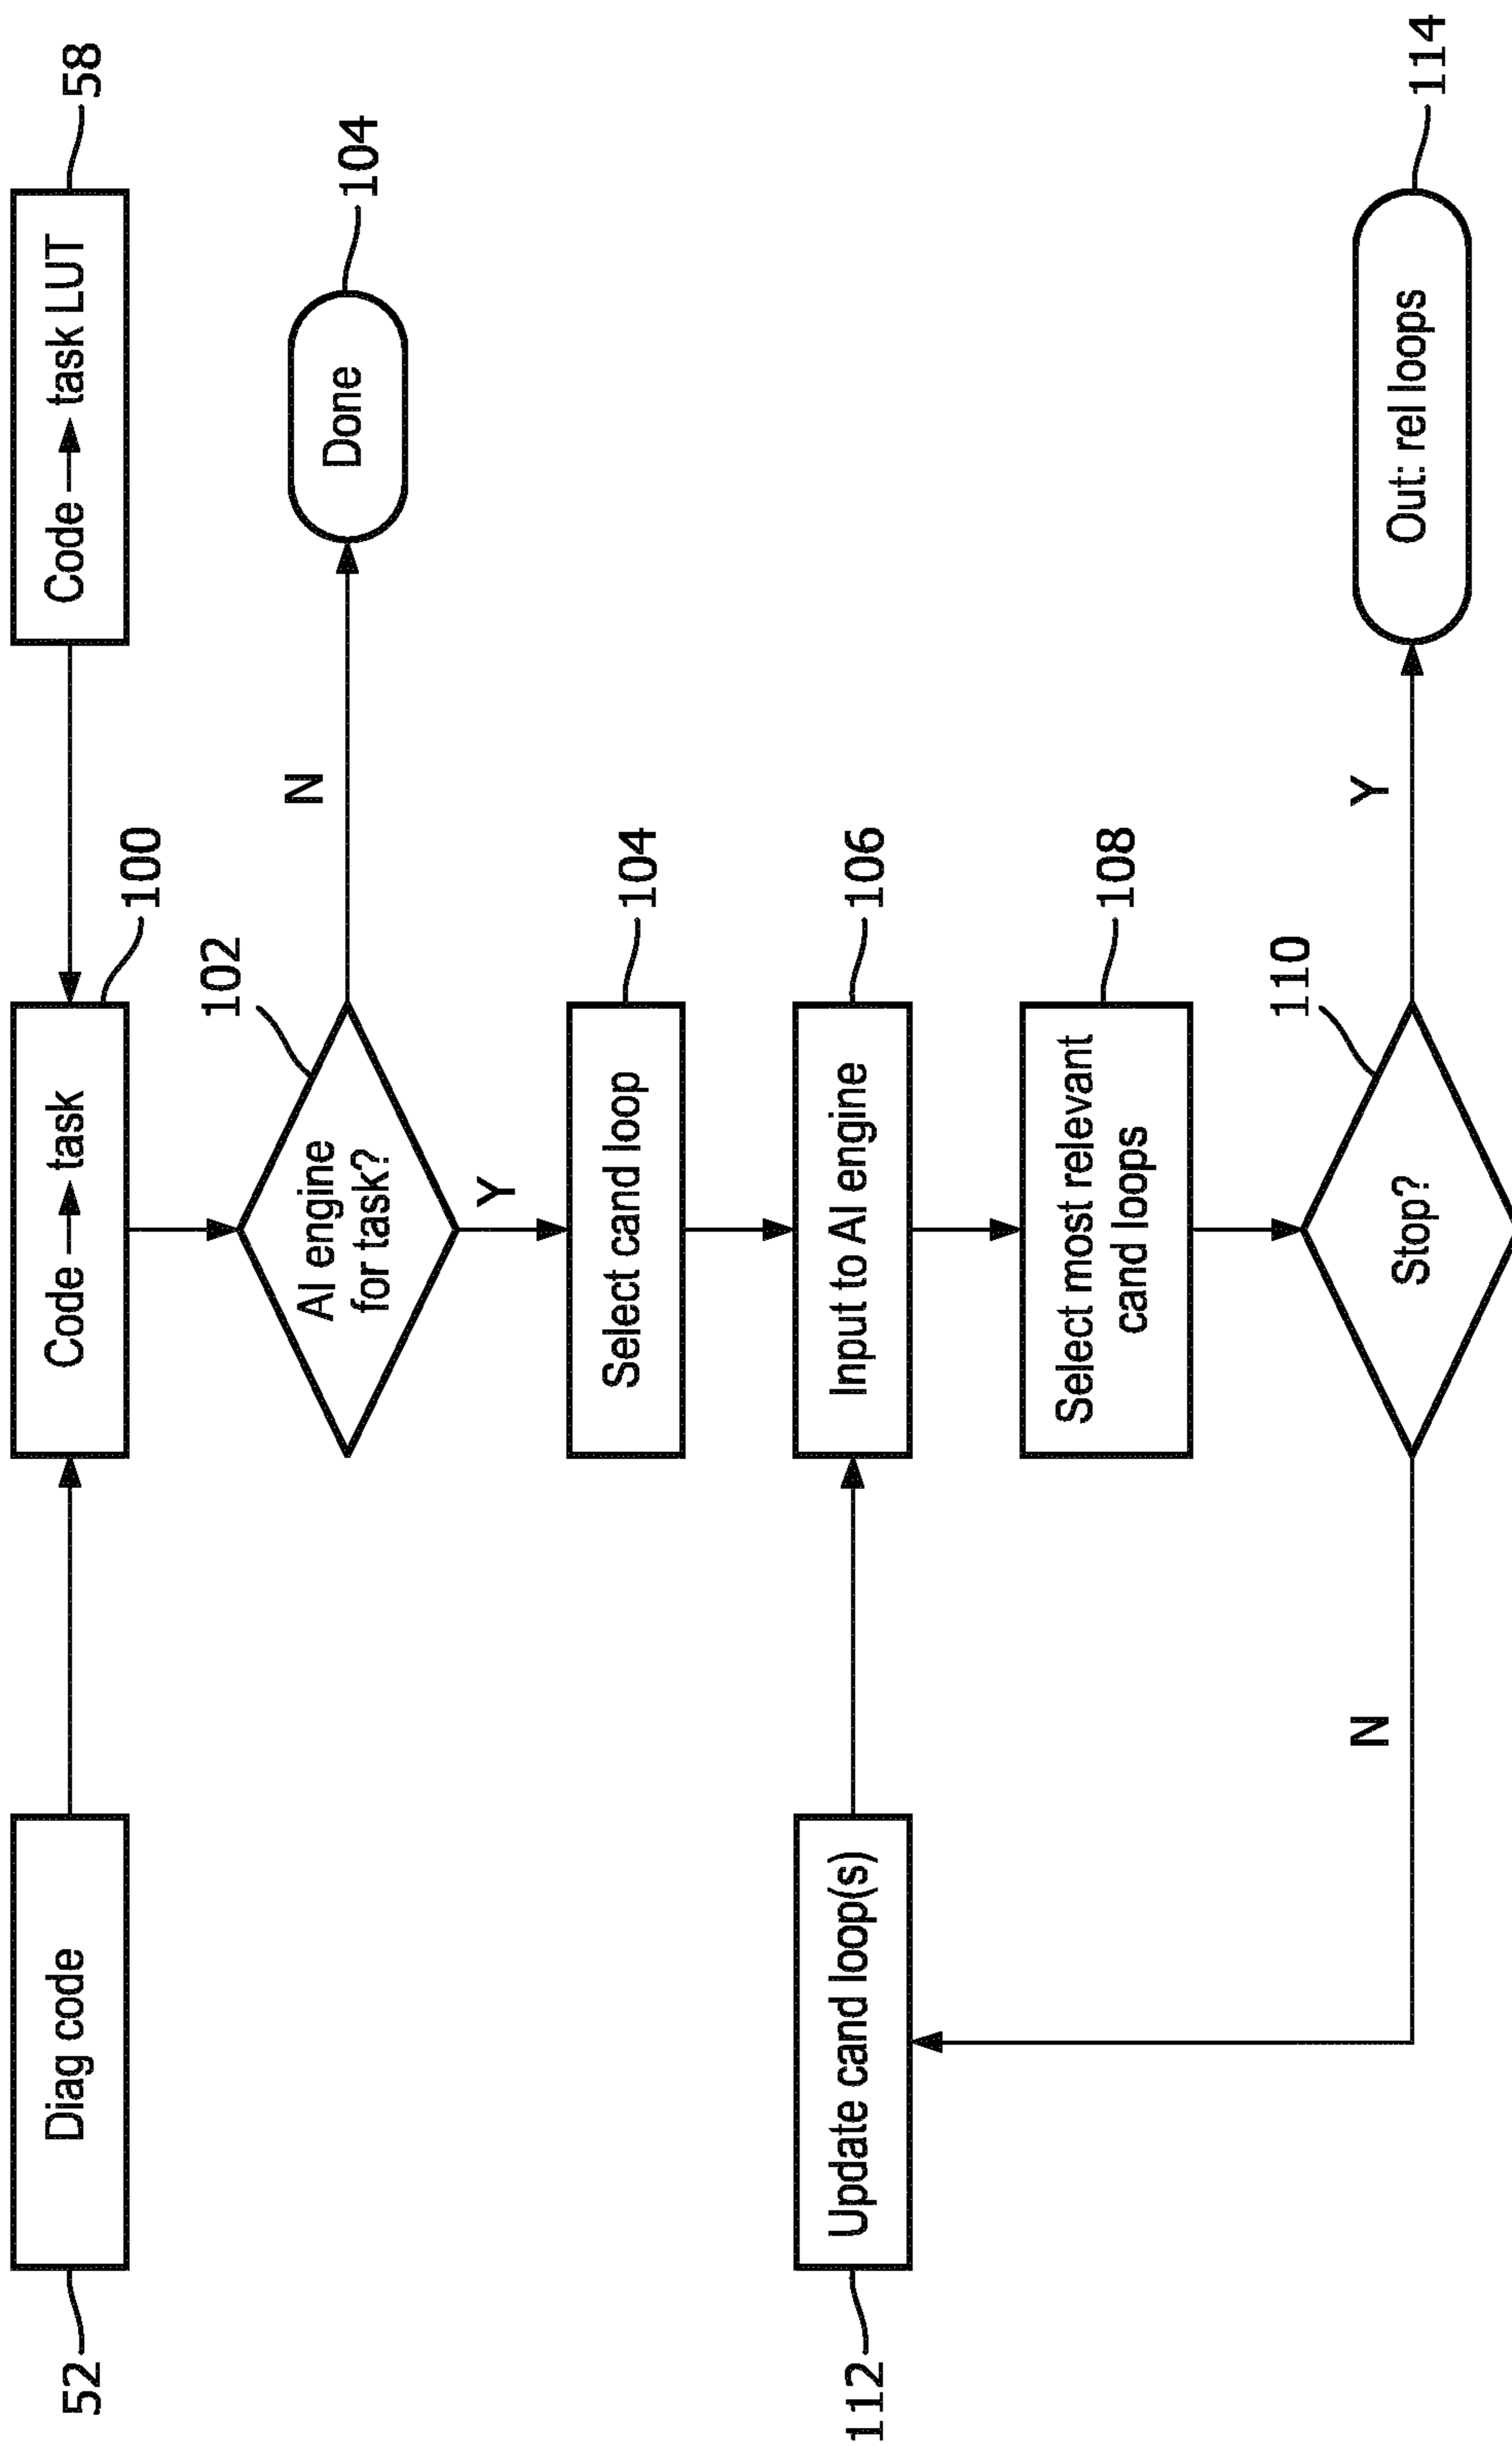 52
Diag code
Code → task
100
Code → task LUT
58
102
AI engine
for task?
N
Done
104
Y
Select cand loop
104
112
Update cand loop(s)
Input to AI engine
106
Select most relevant
cand loops
108
110
N
Stop?
Y
Out: rel loops
114